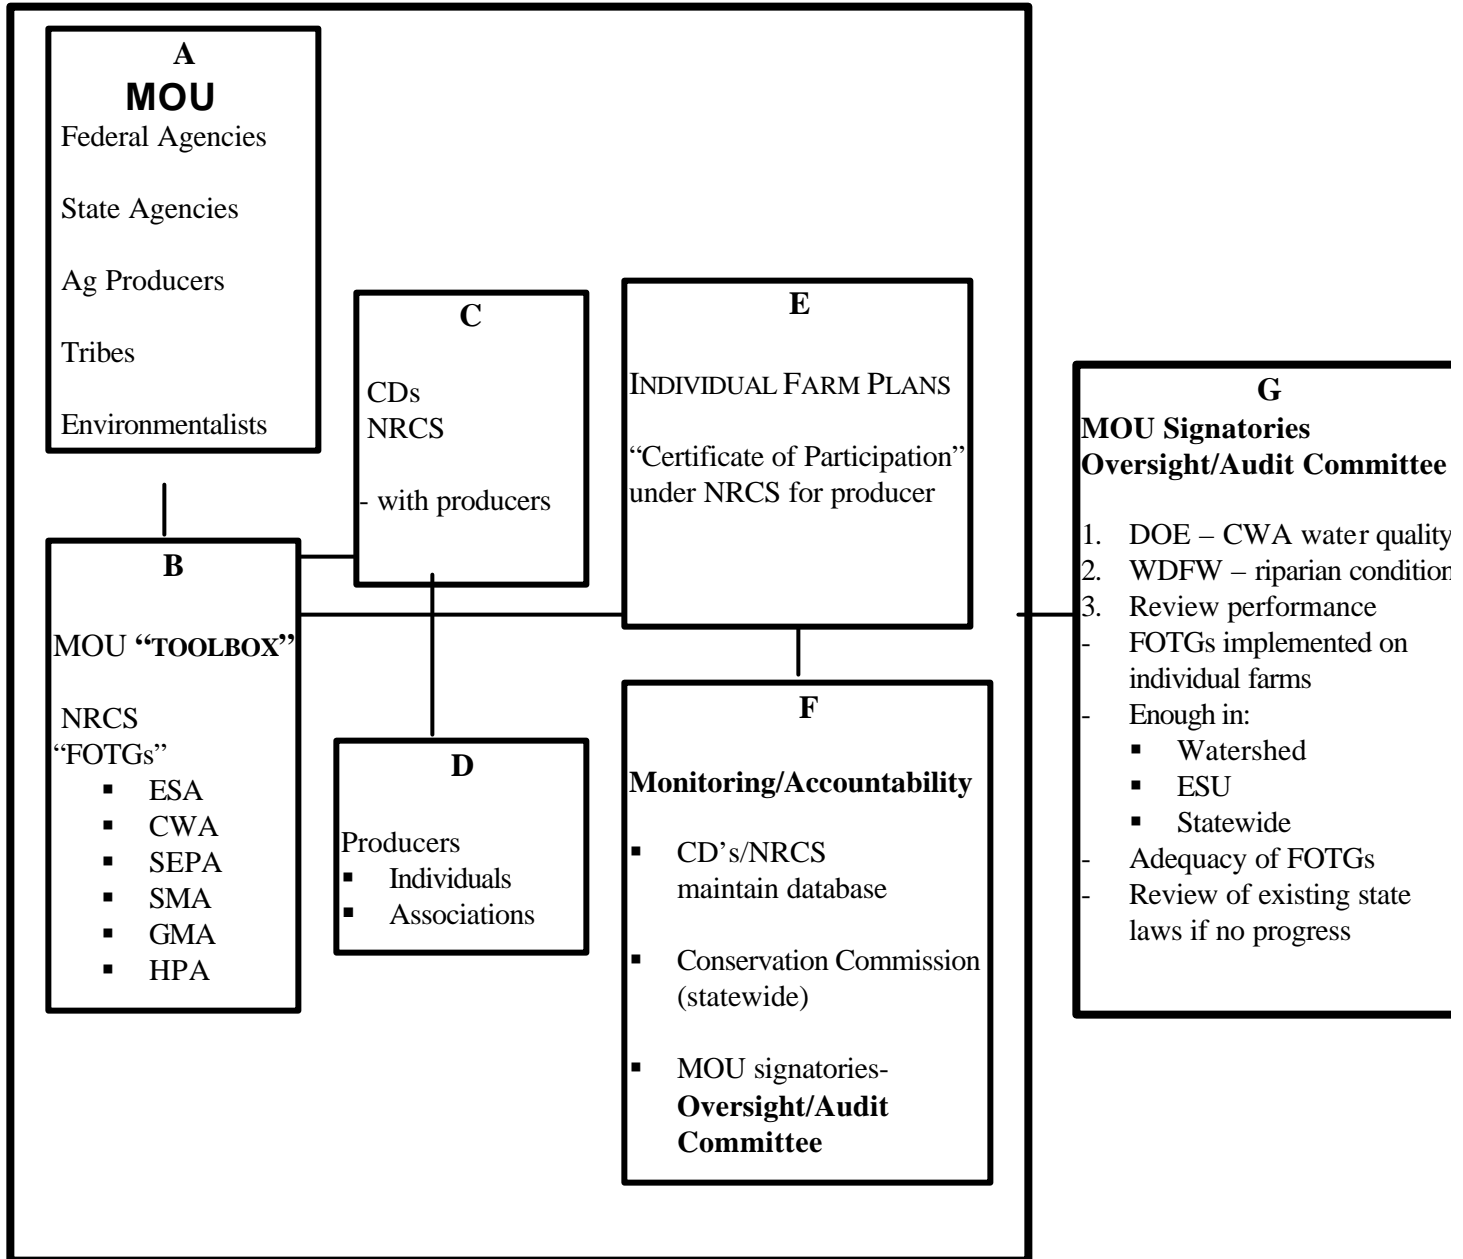 A
MOU
Federal Agencies
State Agencies
Ag Producers
Tribes
Environmentalists
B
MOU “TOOLBOX”
NRCS
“FOTGs”
▪ ESA
▪ CWA
▪ SEPA
▪ SMA
▪ GMA
▪ HPA
C
CDs
NRCS
- with producers
D
Producers
▪ Individuals
▪ Associations
E
INDIVIDUAL FARM PLANS
“Certificate of Participation”
under NRCS for producer
F
Monitoring/Accountability
▪ CD’s/NRCS
maintain database
▪ Conservation Commission
(statewide)
▪ MOU signatories-
Oversight/Audit
Committee
G
MOU Signatories
Oversight/Audit Committee
1. DOE – CWA water quality
2. WDFW – riparian condition
3. Review performance
- FOTGs implemented on
individual farms
- Enough in:
▪ Watershed
▪ ESU
▪ Statewide
- Adequacy of FOTGs
- Review of existing state
laws if no progress